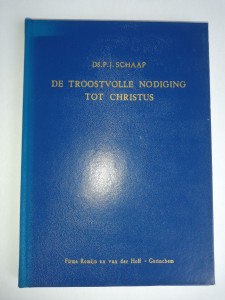 Ds. P. J. SCHAAP
DE TROOSTVOLLE NODIGING
TOT CHRISTUS
Firma Romijn en van der Hoff - Gorinchem